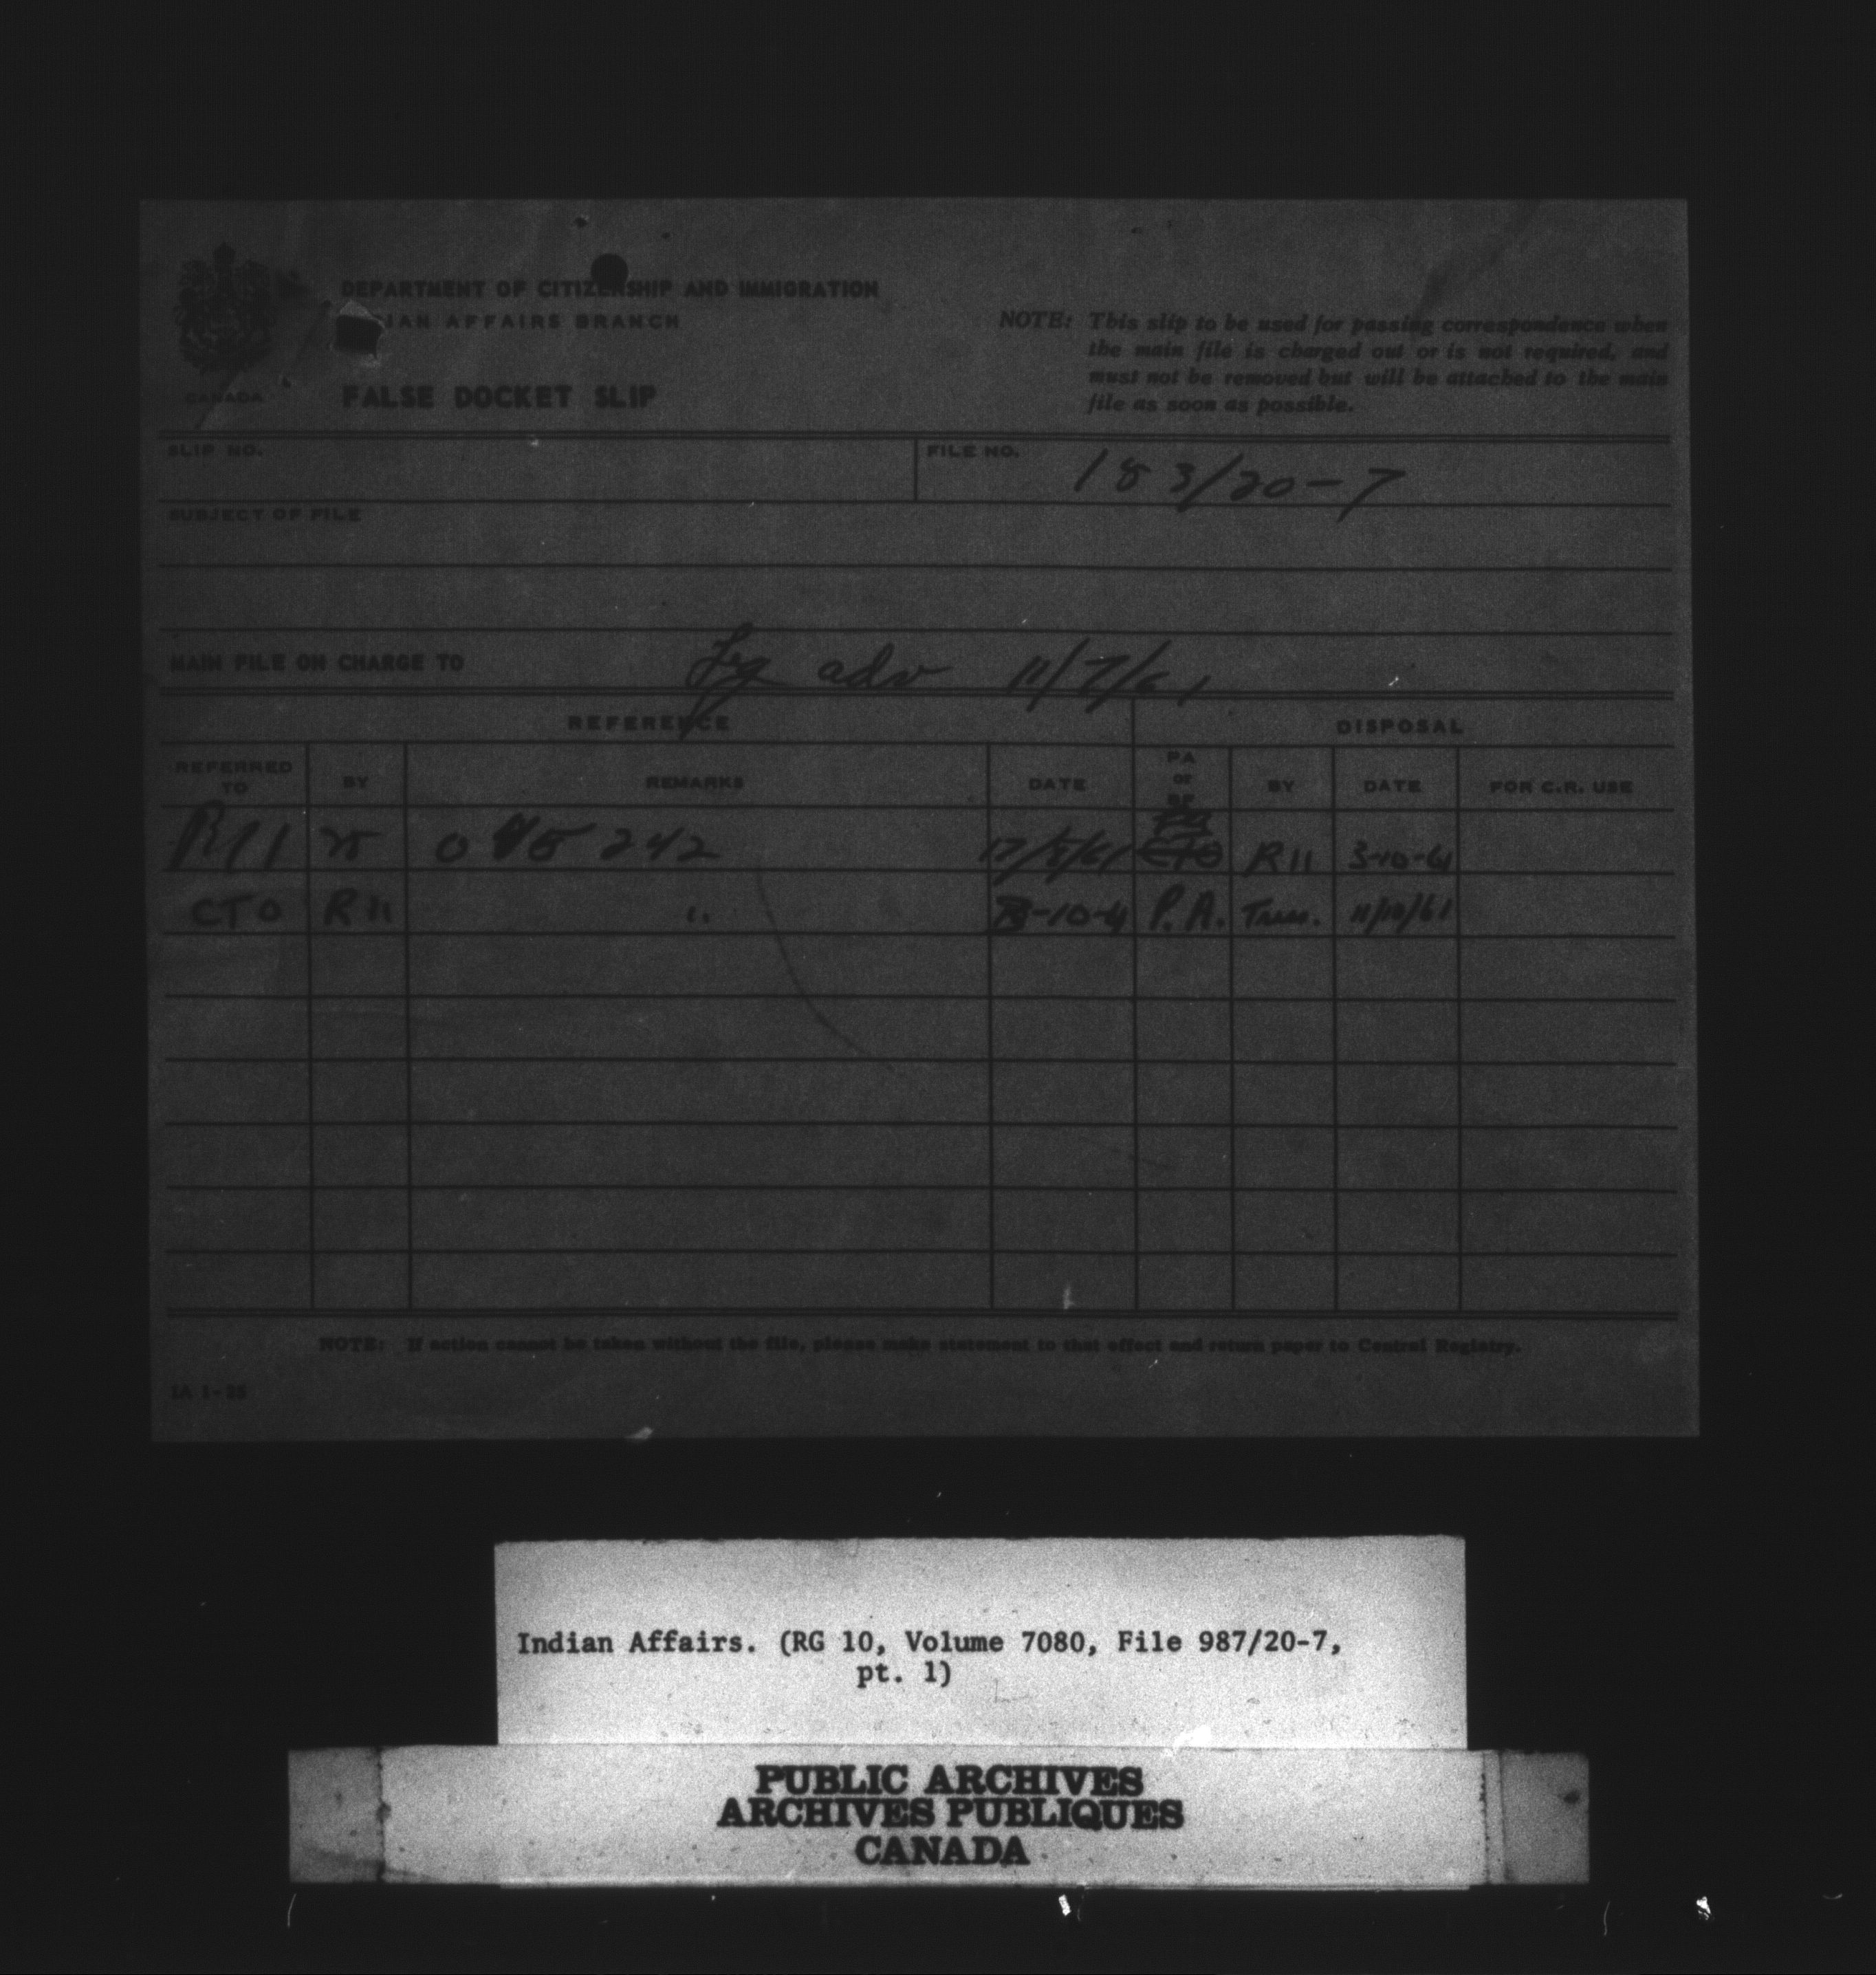 DEPARTMENT OF CITIZENSHIP AND IMMIGRATION
IAN AFFAIRS BRANCH
CANADA
FALSE DOCKET SLIP
NOTE: This slip to be used for passing correspondence when
the main file is charged out or is not required, and
must not be removed but will be attached to the main
file as soon as possible.
SLIP NO.
FILE NO. 183/20-7
SUBJECT OF FILE
MAIN FILE ON CHARGE TO adv 11/7/61
REFERENCE DISPOSAL
REFERRED TO BY REMARKS DATE PA or BF BY DATE FOR C.R. USE
R11 242 17/8/61 R11 3-10-61
CTO R11 " P.A. 11/10/61
NOTE: If action cannot be taken without the file, please make statement to that effect and return paper to Central Registry.
Indian Affairs. (RG 10, Volume 7080, File 987/20-7,
pt. 1)
PUBLIC ARCHIVES
ARCHIVES PUBLIQUES
CANADA